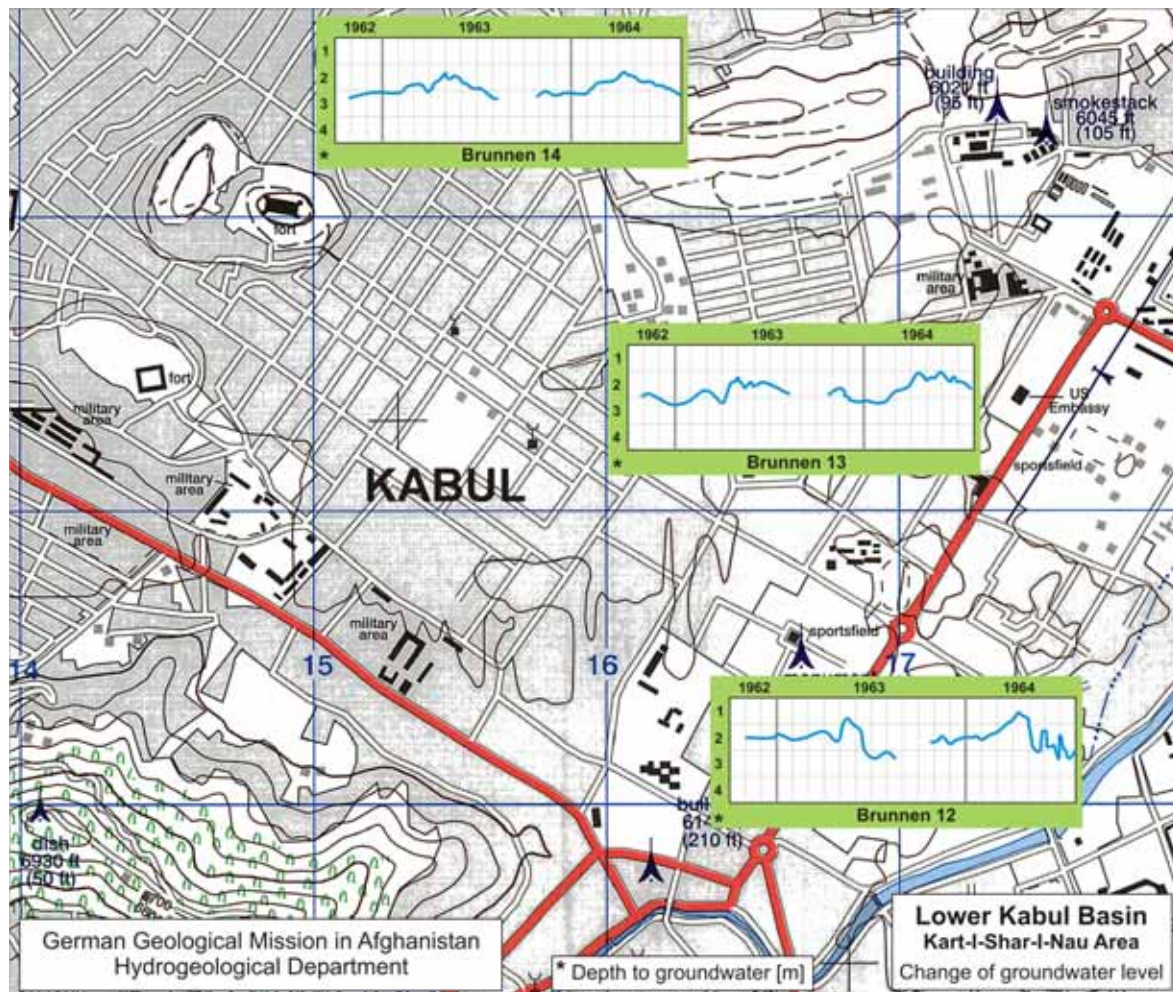 1962 1963 1964
1
2
3
4
*
Brunnen 14
building
6021 ft
(95 ft)
smokestack
6045 ft
(105 ft)
fort
military
area
1962 1963 1964
1
2
3
4
*
Brunnen 13
fort
military
area
US
Embassy
sportsfield
KABUL
military
area
military
area
military
area
sportsfield
14 15 16 17
1962 1963 1964
1
2
3
4
*
Brunnen 12
(210 ft)
dish
6930 ft
(50 ft)
German Geological Mission in Afghanistan
Hydrogeological Department
* Depth to groundwater [m]
Lower Kabul Basin
Kart-I-Shar-I-Nau Area
Change of groundwater level